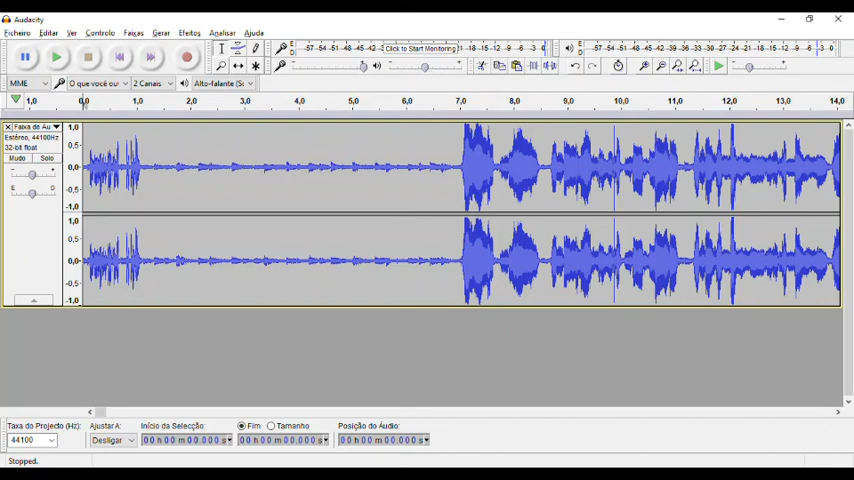 Audacity
Ficheiro Editar Ver Controlo Faixas Gerar Efeitos Analisar Ajuda
E D -57 -54 -51 -48 -45 -42 Click to Start Monitoring -21 -18 -15 -12 -9 -6 -3 0
E D -57 -54 -51 -48 -45 -42 -39 -36 -33 -30 -27 -24 -21 -18 -15 -12 -9 -6 -3 0
MME O que você ou 2 Canais Alto-falante (Sc
1,0 0,0 1,0 2,0 3,0 4,0 5,0 6,0 7,0 8,0 9,0 10,0 11,0 12,0 13,0 14,0
Faixa de Au
Estéreo, 44100Hz
32-bit float
Mudo Solo
- +
E D
1,0
0,5
0,0
-0,5
-1,0
1,0
0,5
0,0
-0,5
-1,0
Taxa do Projecto (Hz): Ajustar A: Início da Selecção: Fim Tamanho Posição do Áudio:
44100 Desligar 00 h 00 m 00.000 s 00 h 00 m 00.000 s 00 h 00 m 00.000 s
Stopped.